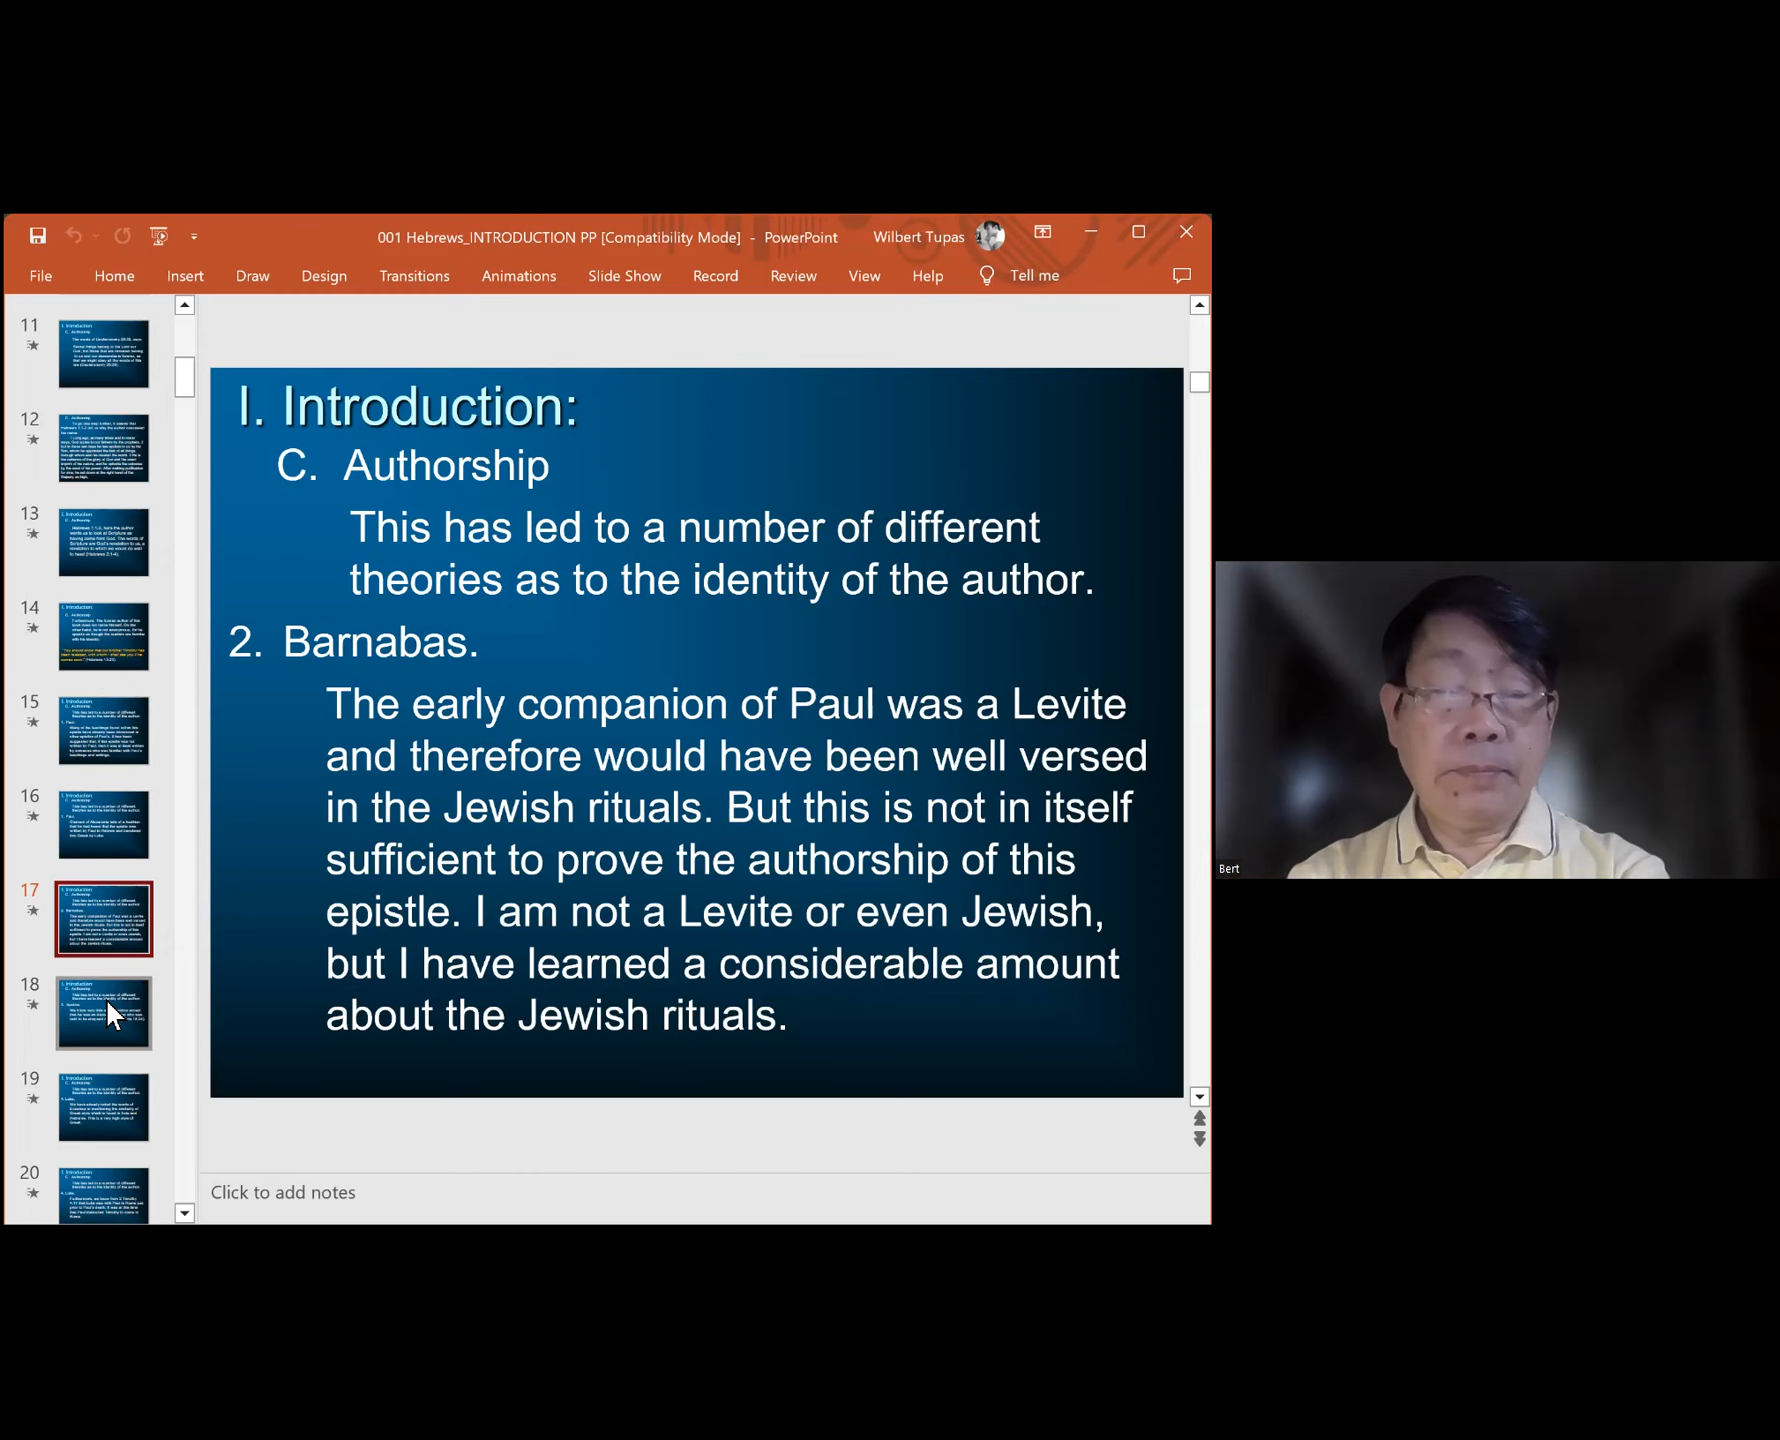 001 Hebrews_INTRODUCTION PP [Compatibility Mode] - PowerPoint
Wilbert Tupas
File Home Insert Draw Design Transitions Animations Slide Show Record Review View Help Tell me
11
12
13
14
15
16
17
18
19
20
I. Introduction:
C. Authorship
This has led to a number of different
theories as to the identity of the author.
2. Barnabas.
The early companion of Paul was a Levite
and therefore would have been well versed
in the Jewish rituals. But this is not in itself
sufficient to prove the authorship of this
epistle. I am not a Levite or even Jewish,
but I have learned a considerable amount
about the Jewish rituals.
Click to add notes
Bert